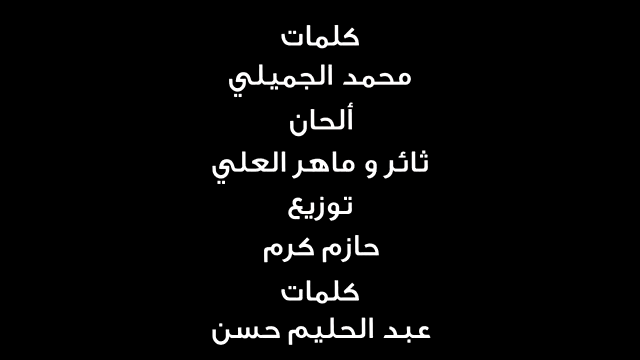 كلمات
محمد الجميلي
ألحان
ثائر و ماهر العلي
توزيع
حازم كرم
كلمات
عبد الحليم حسن